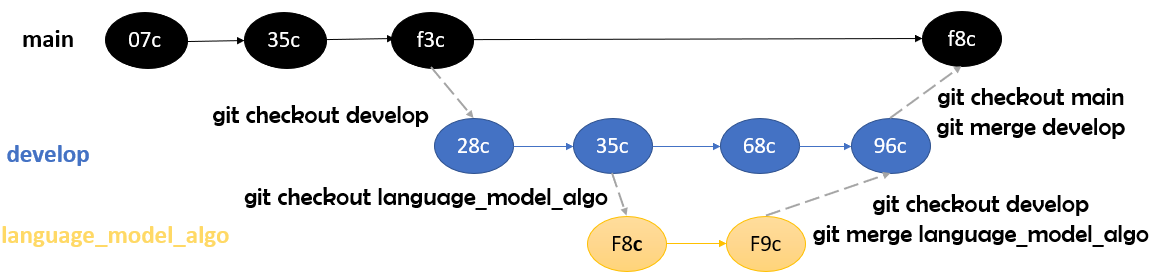 main 07c 35c f3c f8c
git checkout develop
git checkout main
git merge develop
develop 28c 35c 68c 96c
git checkout language_model_algo
git checkout develop
git merge language_model_algo
language_model_algo F8c F9c